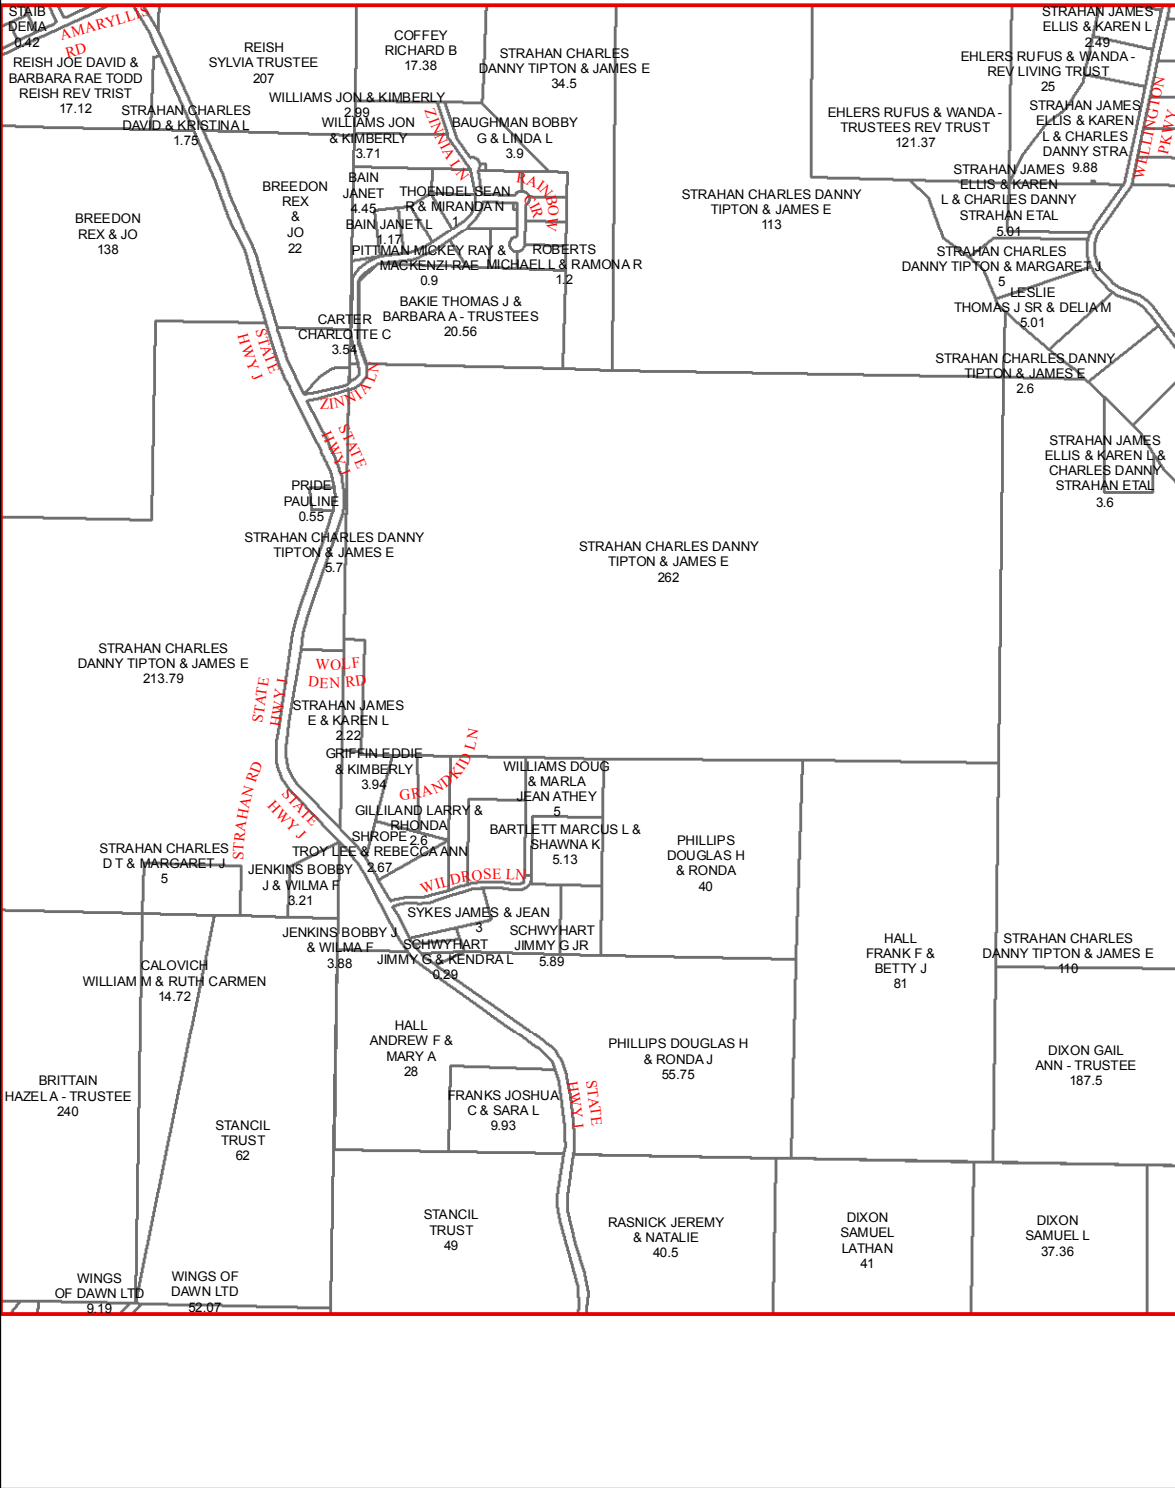 STAIB
DEMA
0.42
AMARYLLIS
RD
REISH JOE DAVID &
BARBARA RAE TODD
REISH REV TRIST
17.12
STRAHAN CHARLES
DAVID & KRISTINA L
1.75
REISH
SYLVIA TRUSTEE
207
COFFEY
RICHARD B
17.38
STRAHAN CHARLES
DANNY TIPTON & JAMES E
34.5
WILLIAMS JON & KIMBERLY
2.99
WILLIAMS JON
& KIMBERLY
3.71
ZINNIA LN
BAUGHMAN BOBBY
G & LINDA L
3.9
EHLERS RUFUS & WANDA -
TRUSTEES REV TRUST
121.37
STRAHAN JAMES
ELLIS & KAREN L
2.49
EHLERS RUFUS & WANDA -
REV LIVING TRUST
25
STRAHAN JAMES
ELLIS & KAREN
L & CHARLES
DANNY STRA
9.88
WELLINGTON
PKWY
STRAHAN JAMES
ELLIS & KAREN
L & CHARLES DANNY
STRAHAN ETAL
5.01
BREEDON
REX & JO
138
BREEDON
REX
&
JO
22
BAIN
JANET
4.45
THOENDEL SEAN
R & MIRANDA N
1
RAINBOW
CIR
BAIN JANET L
1.17
PITTMAN MICKEY RAY &
MACKENZI RAE
0.9
ROBERTS
MICHAEL L & RAMONA R
1.2
STRAHAN CHARLES DANNY
TIPTON & JAMES E
113
STRAHAN CHARLES
DANNY TIPTON & MARGARET J
5
LESLIE
THOMAS J SR & DELIA M
5.01
BAKIE THOMAS J &
BARBARA A - TRUSTEES
20.56
CARTER
CHARLOTTE C
3.54
STATE
HWY J
ZINNIA LN
STRAHAN CHARLES DANNY
TIPTON & JAMES E
2.6
STATE
HWY J
STRAHAN JAMES
ELLIS & KAREN L &
CHARLES DANNY
STRAHAN ETAL
3.6
PRIDE
PAULINE
0.55
STRAHAN CHARLES DANNY
TIPTON & JAMES E
5.7
STRAHAN CHARLES DANNY
TIPTON & JAMES E
262
STRAHAN CHARLES
DANNY TIPTON & JAMES E
213.79
WOLF
DEN RD
STATE
HWY J
STRAHAN JAMES
E & KAREN L
2.22
GRIFFIN EDDIE
& KIMBERLY
3.94
GRANDKID LN
WILLIAMS DOUG
& MARLA
JEAN ATHEY
5
STRAHAN RD
STATE
HWY J
GILLILAND LARRY &
RHONDA
2.6
SHROPE
TROY LEE & REBECCA ANN
2.67
BARTLETT MARCUS L &
SHAWNA K
5.13
PHILLIPS
DOUGLAS H
& RONDA
40
STRAHAN CHARLES
D T & MARGARET J
5
JENKINS BOBBY
J & WILMA F
3.21
WILDROSE LN
SYKES JAMES & JEAN
3
SCHWYHART
JIMMY G JR
5.89
JENKINS BOBBY J
& WILMA F
3.88
SCHWYHART
JIMMY G & KENDRA L
0.29
HALL
FRANK F &
BETTY J
81
STRAHAN CHARLES
DANNY TIPTON & JAMES E
110
CALOVICH
WILLIAM M & RUTH CARMEN
14.72
HALL
ANDREW F &
MARY A
28
PHILLIPS DOUGLAS H
& RONDA J
55.75
DIXON GAIL
ANN - TRUSTEE
187.5
BRITTAIN
HAZEL A - TRUSTEE
240
FRANKS JOSHUA
C & SARA L
9.93
STATE
HWY J
STANCIL
TRUST
62
STANCIL
TRUST
49
RASNICK JEREMY
& NATALIE
40.5
DIXON
SAMUEL
LATHAN
41
DIXON
SAMUEL L
37.36
WINGS
OF DAWN LTD
9.19
WINGS OF
DAWN LTD
52.07